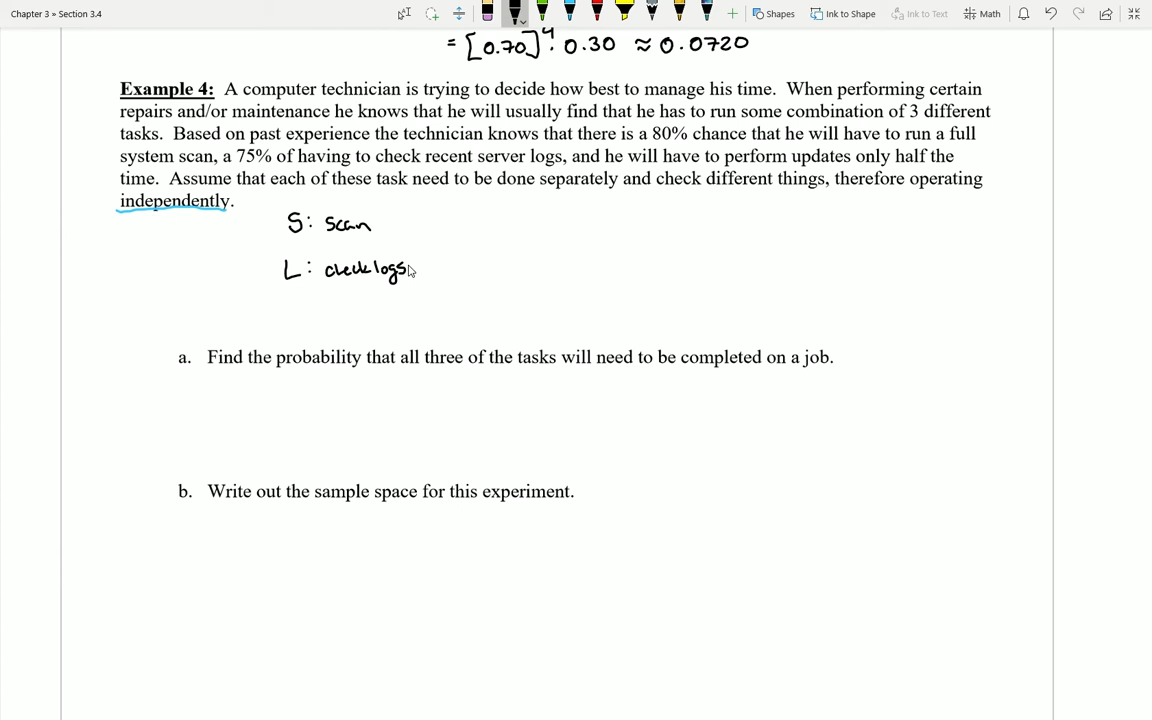 Chapter 3 » Section 3.4
Shapes Ink to Shape Ink to Text Math
= [0.70]⁴ · 0.30 ≈ 0.0720
Example 4: A computer technician is trying to decide how best to manage his time. When performing certain
repairs and/or maintenance he knows that he will usually find that he has to run some combination of 3 different
tasks. Based on past experience the technician knows that there is a 80% chance that he will have to run a full
system scan, a 75% of having to check recent server logs, and he will have to perform updates only half the
time. Assume that each of these task need to be done separately and check different things, therefore operating
independently.
S: scan
L: check logs
a. Find the probability that all three of the tasks will need to be completed on a job.
b. Write out the sample space for this experiment.